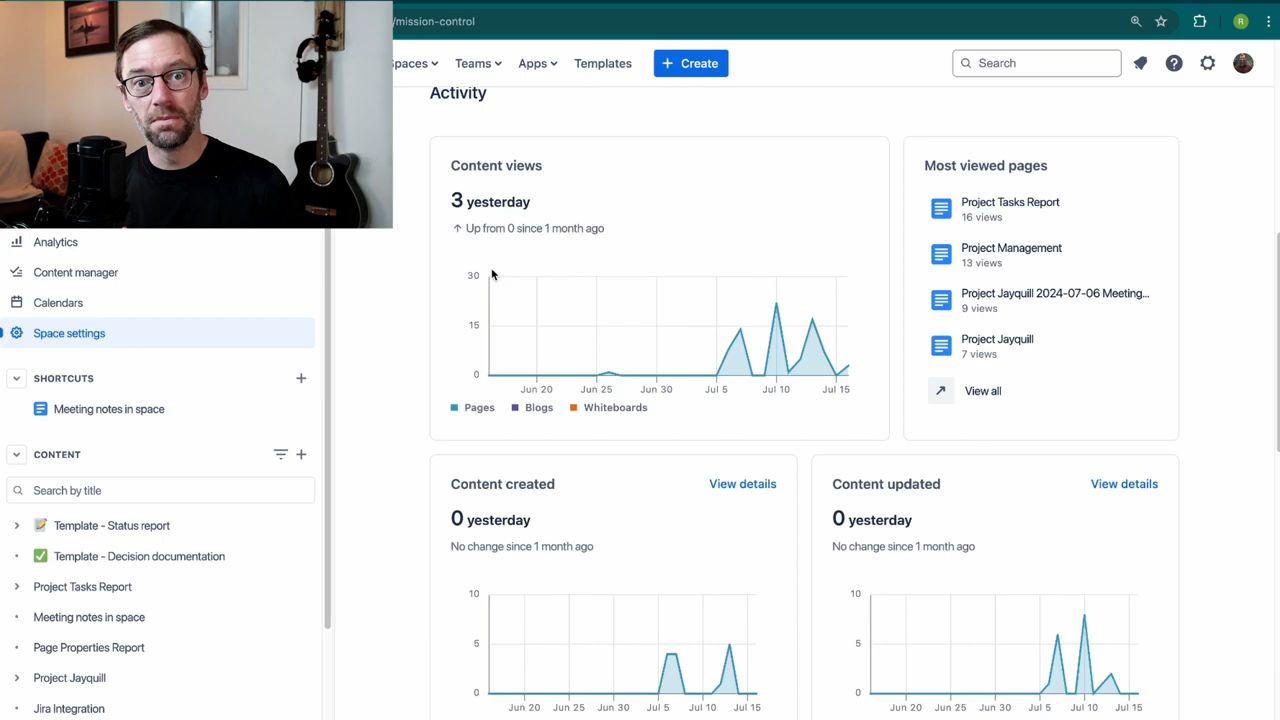 /mission-control
R
Spaces
Teams
Apps
Templates
+ Create
Search
Activity
Content views
3 yesterday
↑ Up from 0 since 1 month ago
30
15
0
Jun 20
Jun 25
Jun 30
Jul 5
Jul 10
Jul 15
Pages
Blogs
Whiteboards
Most viewed pages
Project Tasks Report
16 views
Project Management
13 views
Project Jayquill 2024-07-06 Meeting...
9 views
Project Jayquill
7 views
View all
Analytics
Content manager
Calendars
Space settings
SHORTCUTS
Meeting notes in space
CONTENT
Search by title
Template - Status report
Template - Decision documentation
Project Tasks Report
Meeting notes in space
Page Properties Report
Project Jayquill
Jira Integration
Content created
View details
0 yesterday
No change since 1 month ago
10
5
0
Jun 20
Jun 25
Jun 30
Jul 5
Jul 10
Jul 15
Content updated
View details
0 yesterday
No change since 1 month ago
10
5
0
Jun 20
Jun 25
Jun 30
Jul 5
Jul 10
Jul 15